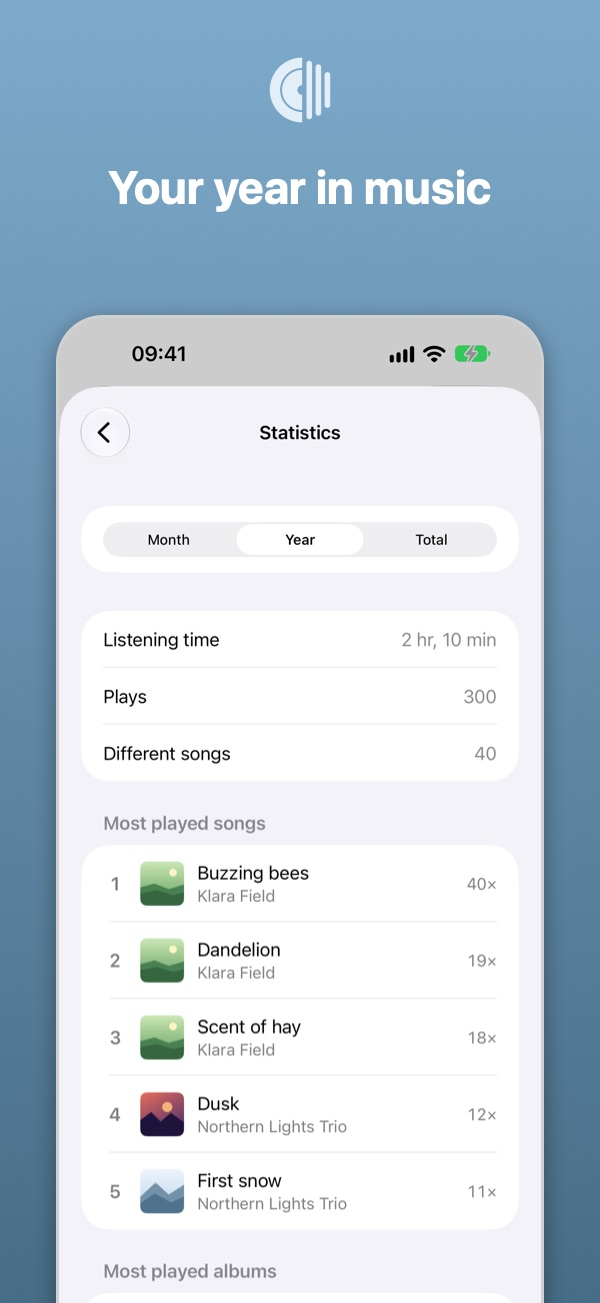 Your year in music
09:41
Statistics
Month Year Total
Listening time 2 hr, 10 min
Plays 300
Different songs 40
Most played songs
1 Buzzing bees 40×
Klara Field
2 Dandelion 19×
Klara Field
3 Scent of hay 18×
Klara Field
4 Dusk 12×
Northern Lights Trio
5 First snow 11×
Northern Lights Trio
Most played albums